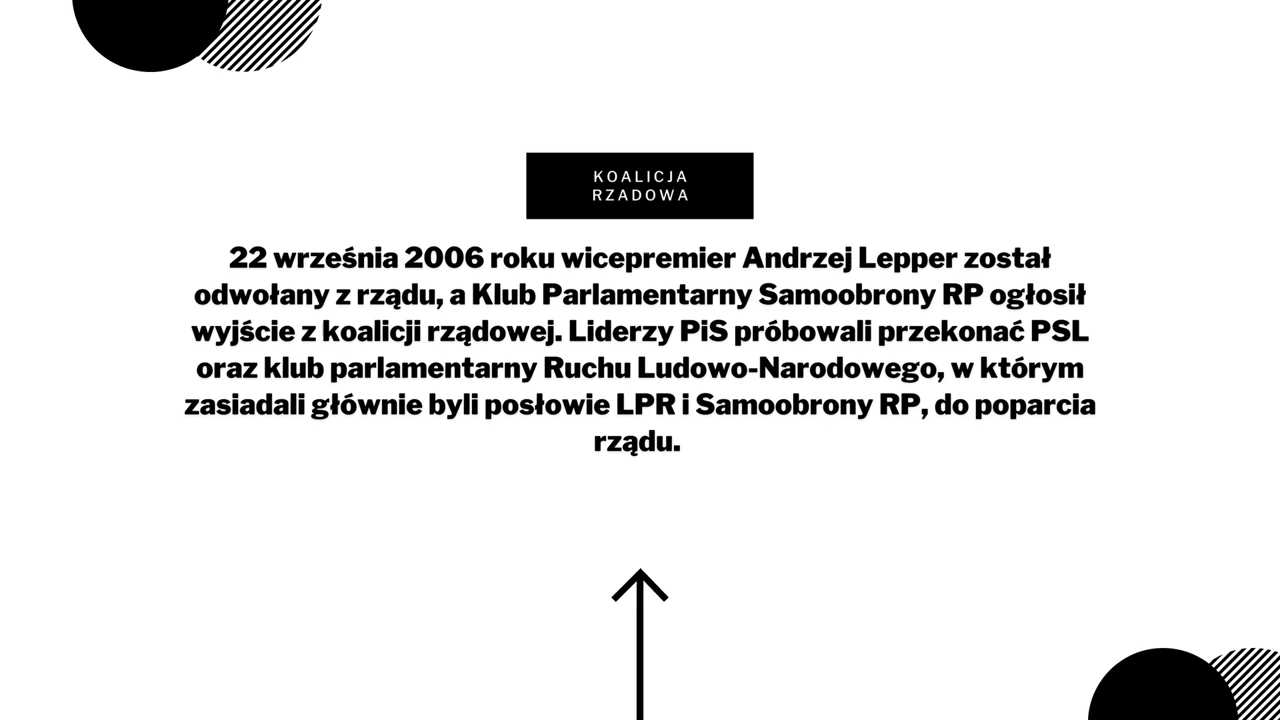 KOALICJA
RZADOWA
22 września 2006 roku wicepremier Andrzej Lepper został
odwołany z rządu, a Klub Parlamentarny Samoobrony RP ogłosił
wyjście z koalicji rządowej. Liderzy PiS próbowali przekonać PSL
oraz klub parlamentarny Ruchu Ludowo-Narodowego, w którym
zasiadali głównie byli posłowie LPR i Samoobrony RP, do poparcia
rządu.